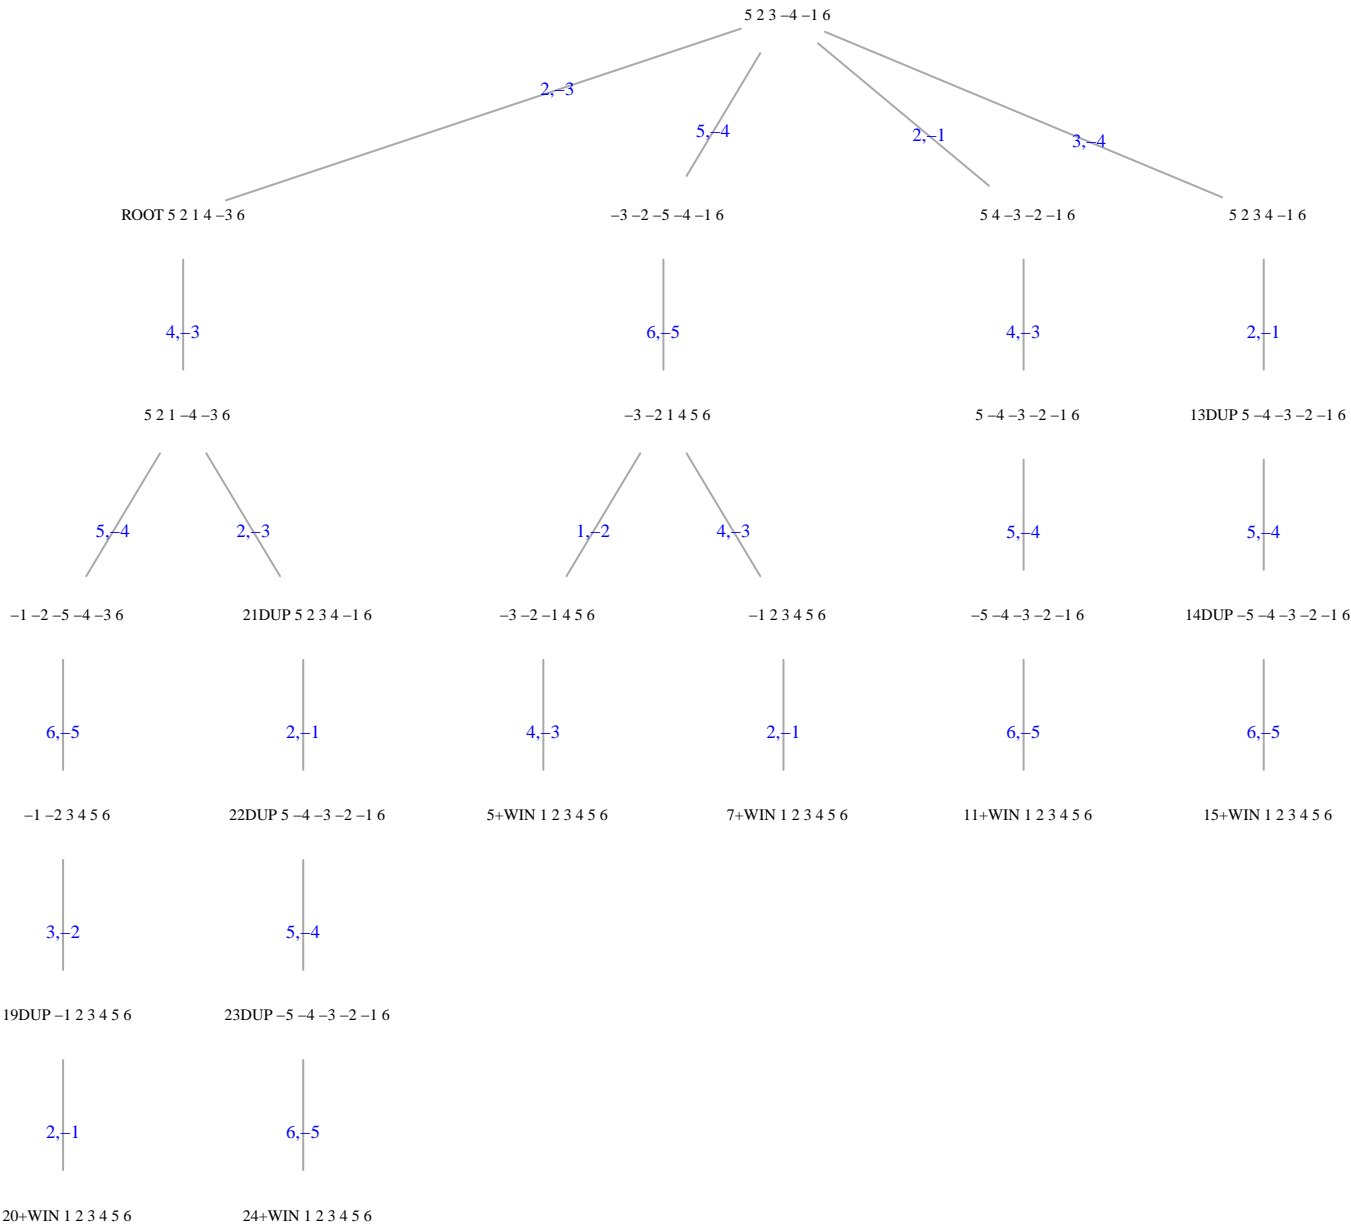 5 2 3 −4 −1 6
2,−3
5,−4
2,−1
3,−4
ROOT 5 2 1 4 −3 6
−3 −2 −5 −4 −1 6
5 4 −3 −2 −1 6
5 2 3 4 −1 6
4,−3
6,−5
4,−3
2,−1
5 2 1 −4 −3 6
−3 −2 1 4 5 6
5 −4 −3 −2 −1 6
13DUP 5 −4 −3 −2 −1 6
5,−4
2,−3
1,−2
4,−3
5,−4
5,−4
−1 −2 −5 −4 −3 6
21DUP 5 2 3 4 −1 6
−3 −2 −1 4 5 6
−1 2 3 4 5 6
−5 −4 −3 −2 −1 6
14DUP −5 −4 −3 −2 −1 6
6,−5
2,−1
4,−3
2,−1
6,−5
6,−5
−1 −2 3 4 5 6
22DUP 5 −4 −3 −2 −1 6
5+WIN 1 2 3 4 5 6
7+WIN 1 2 3 4 5 6
11+WIN 1 2 3 4 5 6
15+WIN 1 2 3 4 5 6
3,−2
5,−4
19DUP −1 2 3 4 5 6
23DUP −5 −4 −3 −2 −1 6
2,−1
6,−5
20+WIN 1 2 3 4 5 6
24+WIN 1 2 3 4 5 6